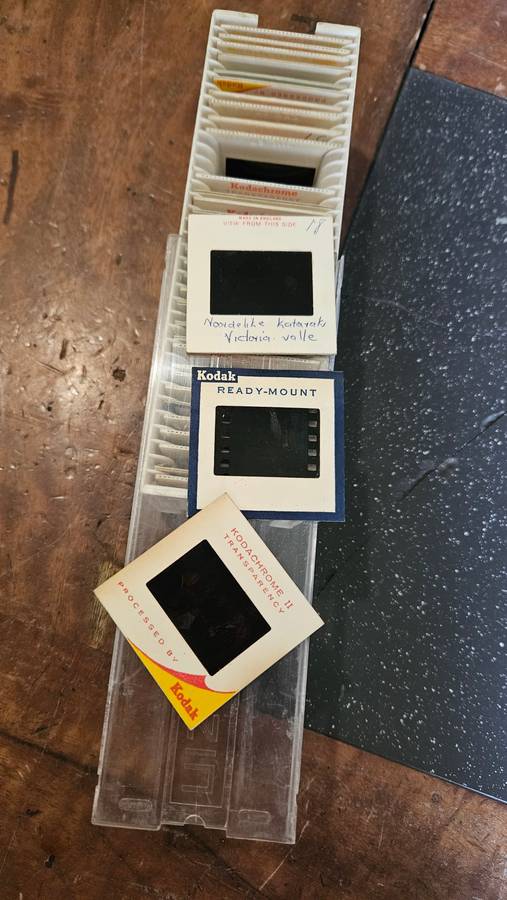 Kodachrome
MADE IN ENGLAND
VIEW FROM THIS SIDE
18
Noordelike Katarak
Victoria valle
Kodak
READY-MOUNT
KODACHROME II
TRANSPARENCY
PROCESSED BY
Kodak